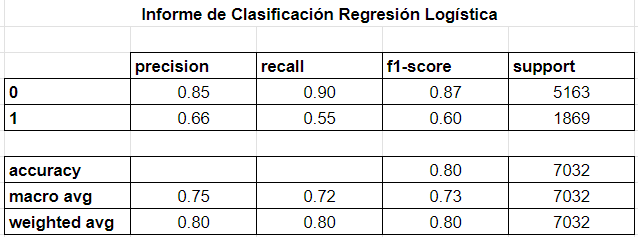 Informe de Clasificación Regresión Logística
precision recall f1-score support
0 0.85 0.90 0.87 5163
1 0.66 0.55 0.60 1869
accuracy 0.80 7032
macro avg 0.75 0.72 0.73 7032
weighted avg 0.80 0.80 0.80 7032